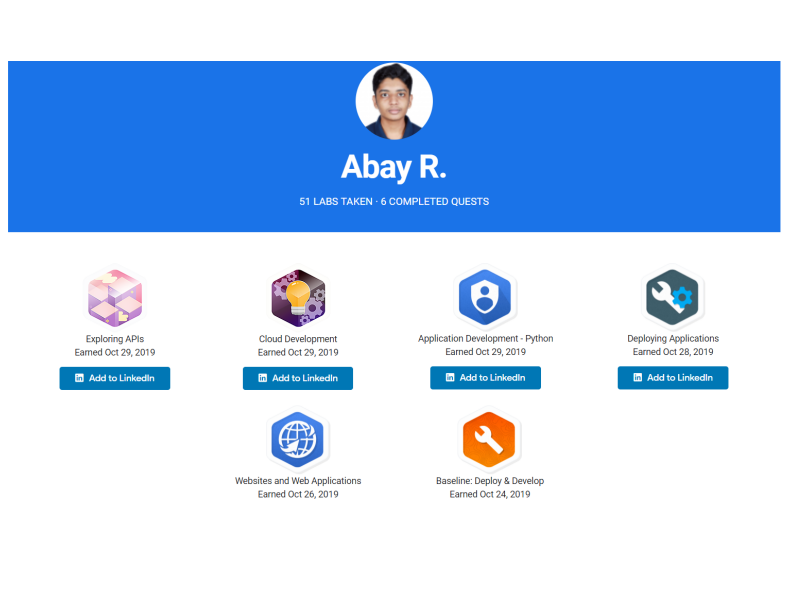 Abay R.
51 LABS TAKEN · 6 COMPLETED QUESTS
Exploring APIs
Earned Oct 29, 2019
Add to LinkedIn
Cloud Development
Earned Oct 29, 2019
Add to LinkedIn
Application Development - Python
Earned Oct 29, 2019
Add to LinkedIn
Deploying Applications
Earned Oct 28, 2019
Add to LinkedIn
Websites and Web Applications
Earned Oct 26, 2019
Baseline: Deploy & Develop
Earned Oct 24, 2019